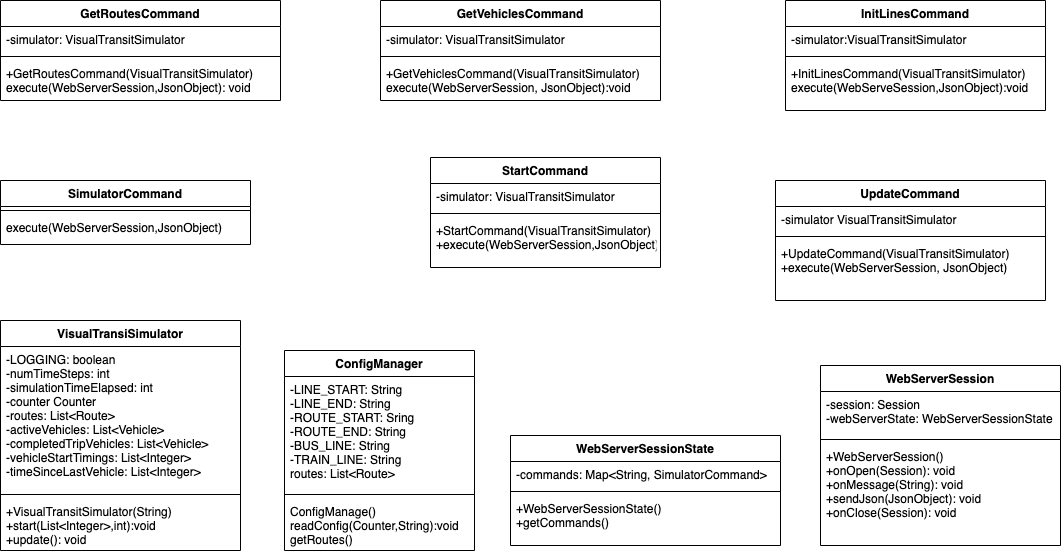 GetRoutesCommand
-simulator: VisualTransitSimulator
+GetRoutesCommand(VisualTransitSimulator)
execute(WebServerSession,JsonObject): void
GetVehiclesCommand
-simulator: VisualTransitSimulator
+GetVehiclesCommand(VisualTransitSimulator)
execute(WebServerSession, JsonObject):void
InitLinesCommand
-simulator:VisualTransitSimulator
+InitLinesCommand(VisualTransitSimulator)
execute(WebServeSession,JsonObject):void
SimulatorCommand
execute(WebServerSession,JsonObject)
StartCommand
-simulator: VisualTransitSimulator
+StartCommand(VisualTransitSimulator)
+execute(WebServerSession,JsonObject)
UpdateCommand
-simulator VisualTransitSimulator
+UpdateCommand(VisualTransitSimulator)
+execute(WebServerSession, JsonObject)
VisualTransiSimulator
-LOGGING: boolean
-numTimeSteps: int
-simulationTimeElapsed: int
-counter Counter
-routes: List<Route>
-activeVehicles: List<Vehicle>
-completedTripVehicles: List<Vehicle>
-vehicleStartTimings: List<Integer>
-timeSinceLastVehicle: List<Integer>
+VisualTransitSimulator(String)
+start(List<Integer>,int):void
+update(): void
ConfigManager
-LINE_START: String
-LINE_END: String
-ROUTE_START: Sring
-ROUTE_END: String
-BUS_LINE: String
-TRAIN_LINE: String
routes: List<Route>
ConfigManage()
readConfig(Counter,String):void
getRoutes()
WebServerSessionState
-commands: Map<String, SimulatorCommand>
+WebServerSessionState()
+getCommands()
WebServerSession
-session: Session
-webServerState: WebServerSessionState
+WebServerSession()
+onOpen(Session): void
+onMessage(String): void
+sendJson(JsonObject): void
+onClose(Session): void